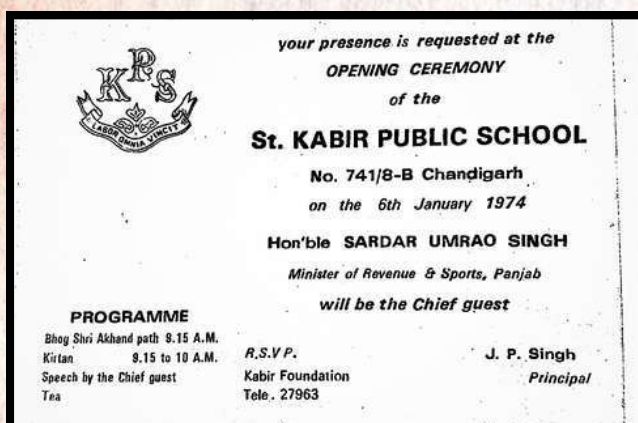 KPS
LABOR OMNIA VINCIT
your presence is requested at the
OPENING CEREMONY
of the
St. KABIR PUBLIC SCHOOL
No. 741/8-B Chandigarh
on the 6th January 1974
Hon'ble SARDAR UMRAO SINGH
Minister of Revenue & Sports, Panjab
will be the Chief guest
PROGRAMME
Bhog Shri Akhand path 9.15 A.M.
Kirtan 9.15 to 10 A.M.
Speech by the Chief guest
Tea
R.S.V P.
Kabir Foundation
Tele. 27963
J. P. Singh
Principal